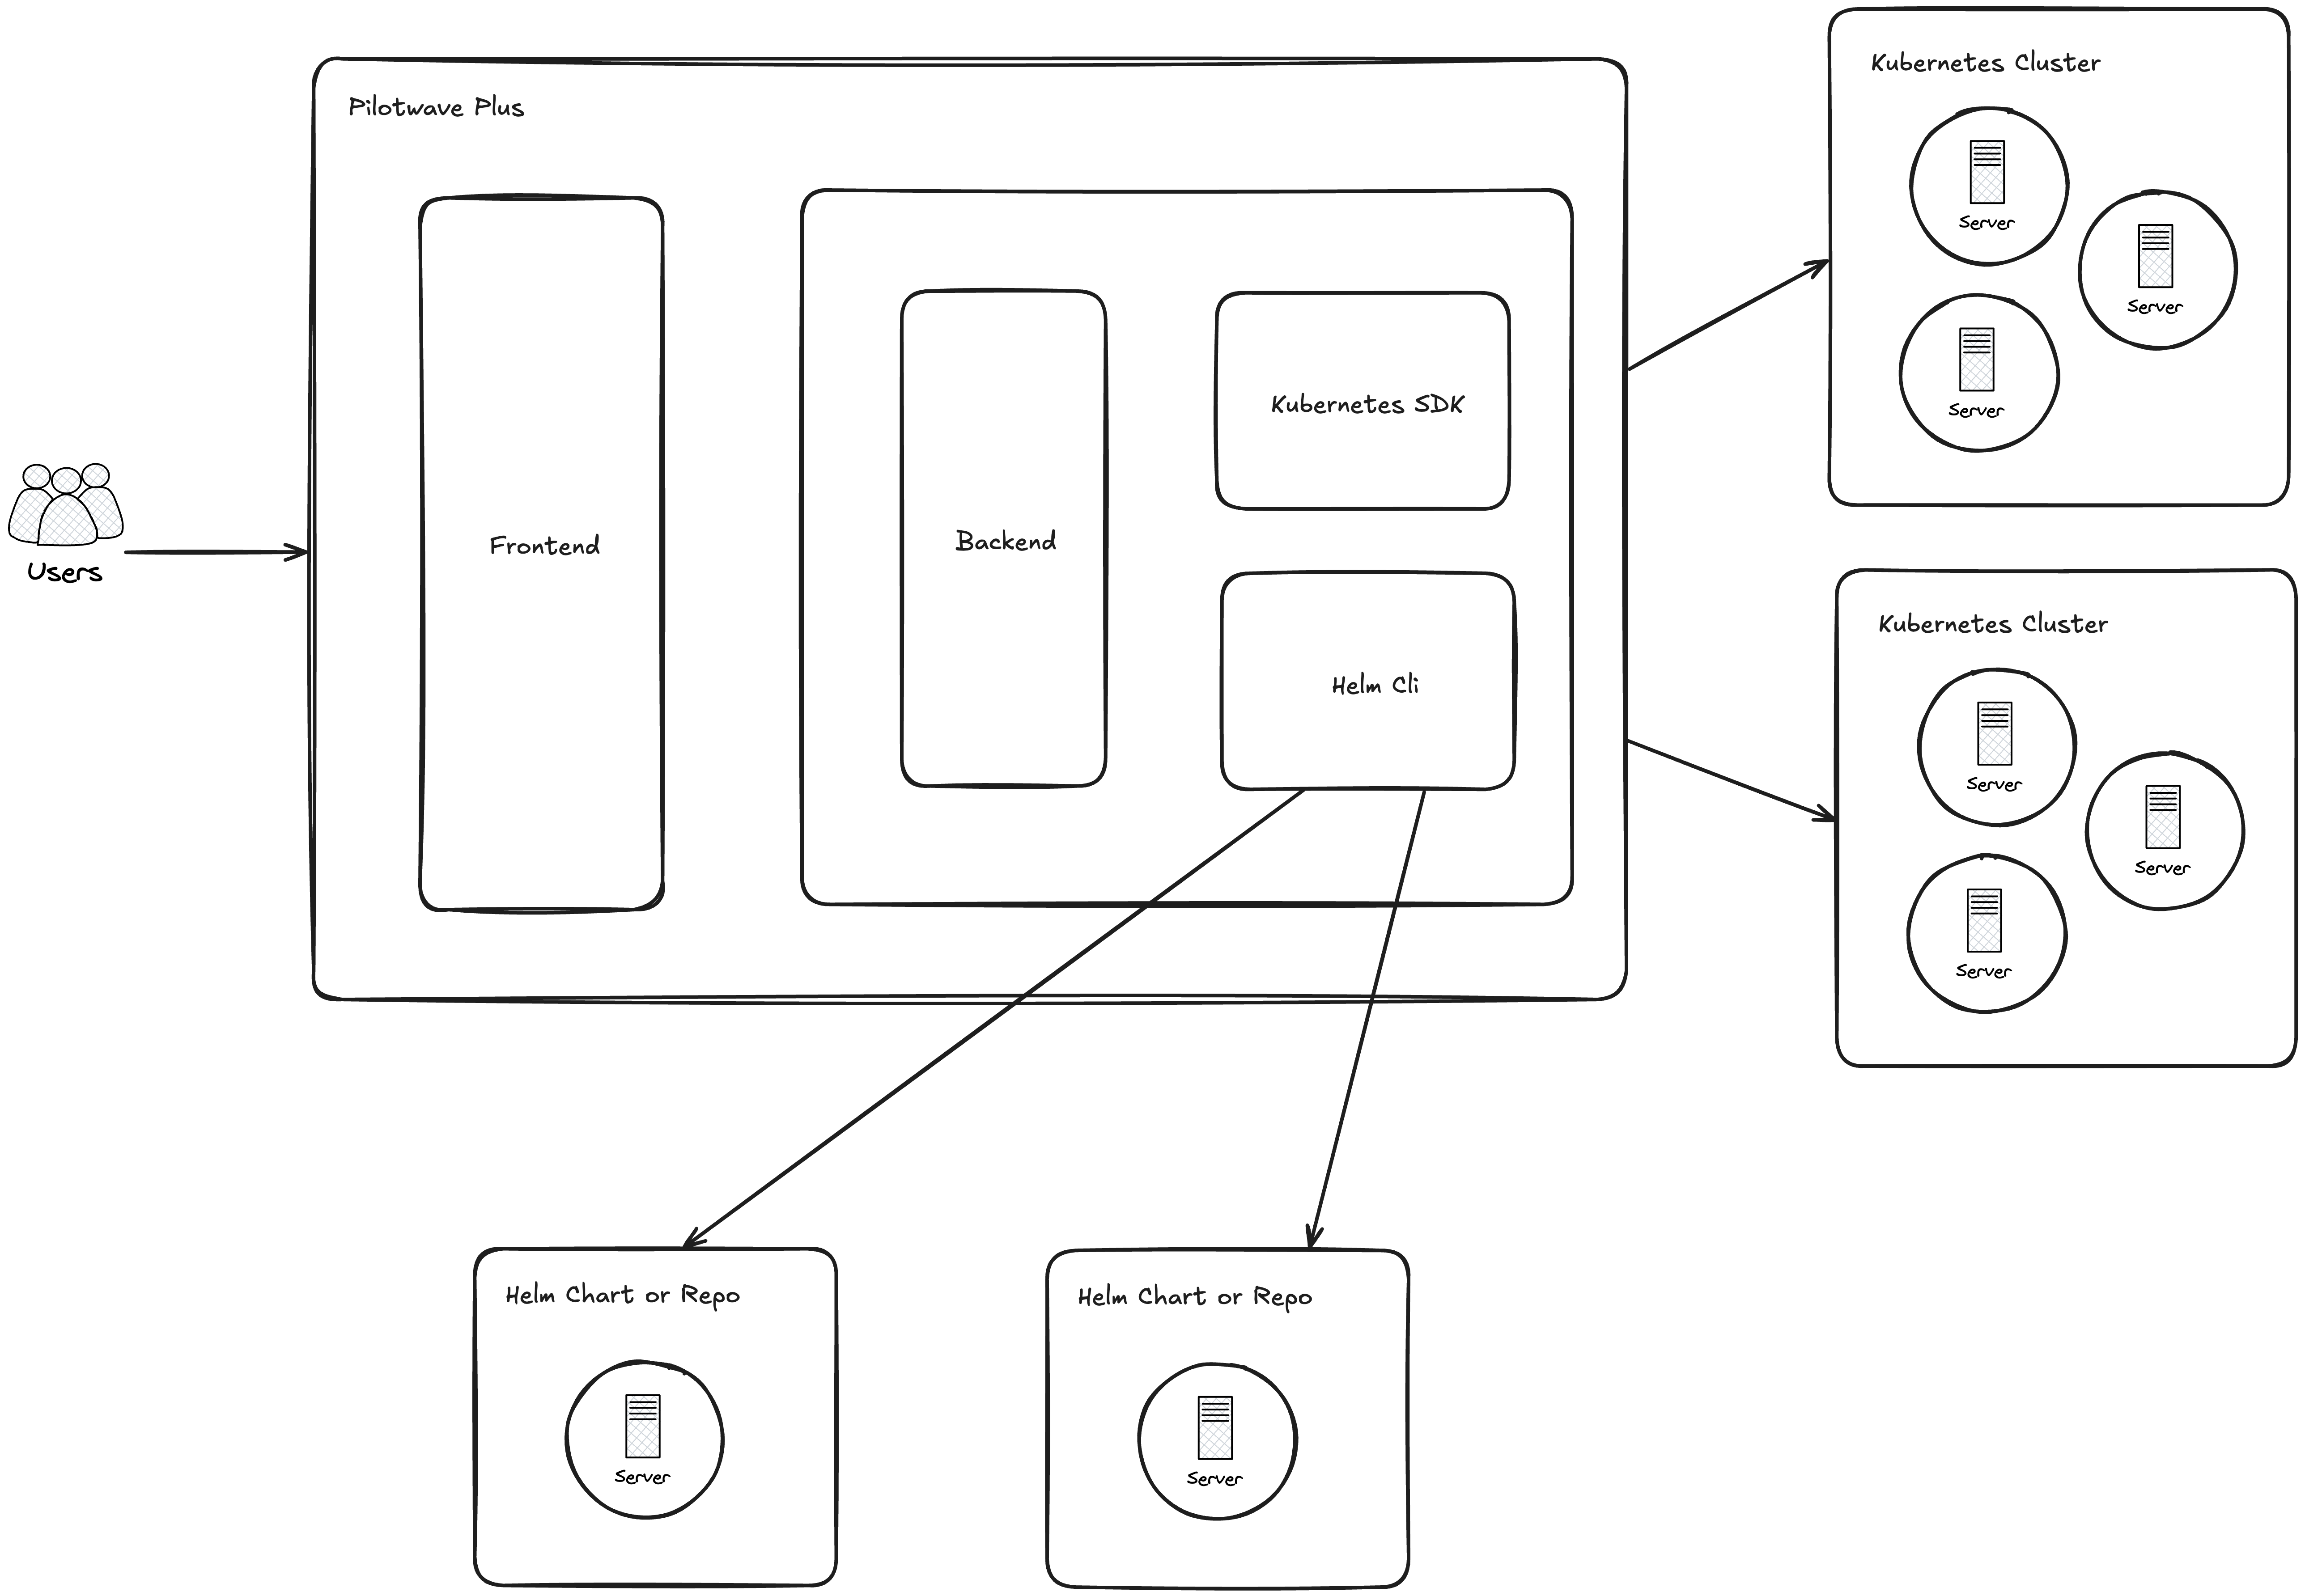 Pilotwave Plus
Users
Frontend
Backend
Kubernetes SDK
Helm Cli
Kubernetes Cluster
Server
Server
Server
Kubernetes Cluster
Server
Server
Server
Helm Chart or Repo
Server
Helm Chart or Repo
Server